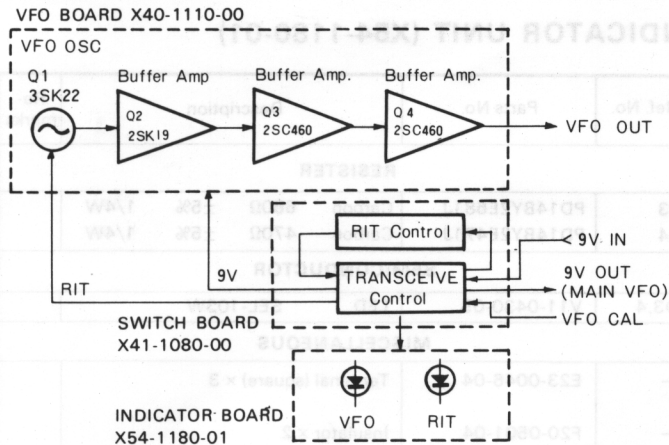 VFO BOARD X40-1110-00
VFO OSC
Q1
3SK22
Buffer Amp
Q2
2SK19
Buffer Amp.
Q3
2SC460
Buffer Amp.
Q4
2SC460
VFO OUT
RIT Control
9V IN
9V
TRANSCEIVE
Control
9V OUT
(MAIN VFO)
RIT
VFO CAL
SWITCH BOARD
X41-1080-00
INDICATOR BOARD
X54-1180-01
VFO
RIT